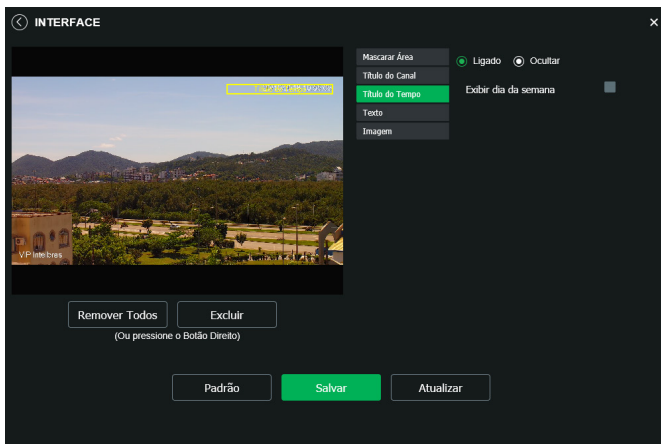 INTERFACE
Mascarar Área
Título do Canal
Título do Tempo
Texto
Imagem
Ligado
Ocultar
Exibir dia da semana
VIP Intelbras
Remover Todos
Excluir
(Ou pressione o Botão Direito)
Padrão
Salvar
Atualizar